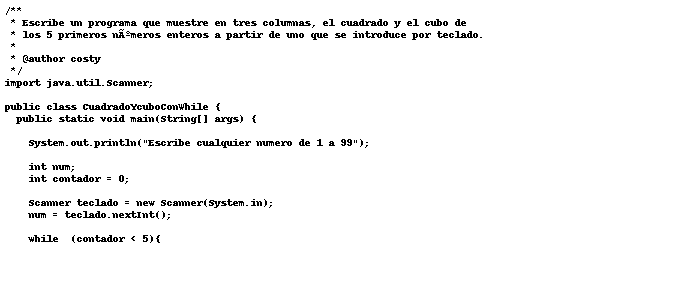 /**
 * Escribe un programa que muestre en tres columnas, el cuadrado y el cubo de
 * los 5 primeros nÃºmeros enteros a partir de uno que se introduce por teclado.
 *
 * @author costy
 */
import java.util.Scanner;

public class CuadradoYcuboConWhile {
  public static void main(String[] args) {

    System.out.println("Escribe cualquier numero de 1 a 99");

    int num;
    int contador = 0;

    Scanner teclado = new Scanner(System.in);
    num = teclado.nextInt();

    while  (contador < 5){